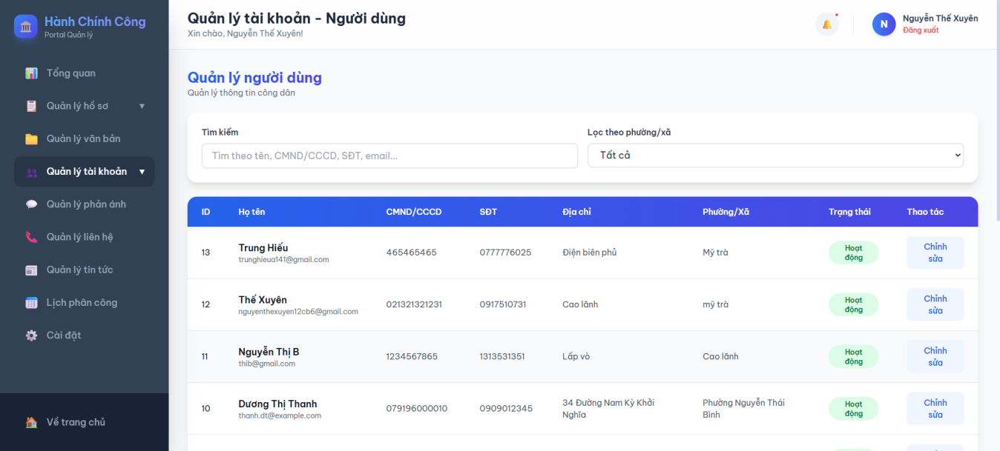 Hành Chính Công
Portal Quản lý
Tổng quan
Quản lý hồ sơ ▼
Quản lý văn bản
Quản lý tài khoản ▼
Quản lý phản ánh
Quản lý liên hệ
Quản lý tin tức
Lịch phân công
Cài đặt
Về trang chủ
Quản lý tài khoản - Người dùng
Xin chào, Nguyễn Thế Xuyên!
N
Nguyễn Thế Xuyên
Đăng xuất
Quản lý người dùng
Quản lý thông tin công dân
Tìm kiếm
Tìm theo tên, CMND/CCCD, SĐT, email...
Lọc theo phường/xã
Tất cả
ID Họ tên CMND/CCCD SĐT Địa chỉ Phường/Xã Trạng thái Thao tác
13 Trung Hiếu 465465465 0777776025 Điện biên phủ Mỹ trà Hoạt động Chỉnh sửa
trunghieua141@gmail.com
12 Thế Xuyên 021321321231 0917510731 Cao lãnh mỹ trà Hoạt động Chỉnh sửa
nguyenthexuyen12cb6@gmail.com
11 Nguyễn Thị B 1234567865 1313531351 Lấp vò Cao lãnh Hoạt động Chỉnh sửa
thib@gmail.com
10 Dương Thị Thanh 079196000010 0909012345 34 Đường Nam Kỳ Khởi Nghĩa Phường Nguyễn Thái Bình Hoạt động Chỉnh sửa
thanh.dt@example.com